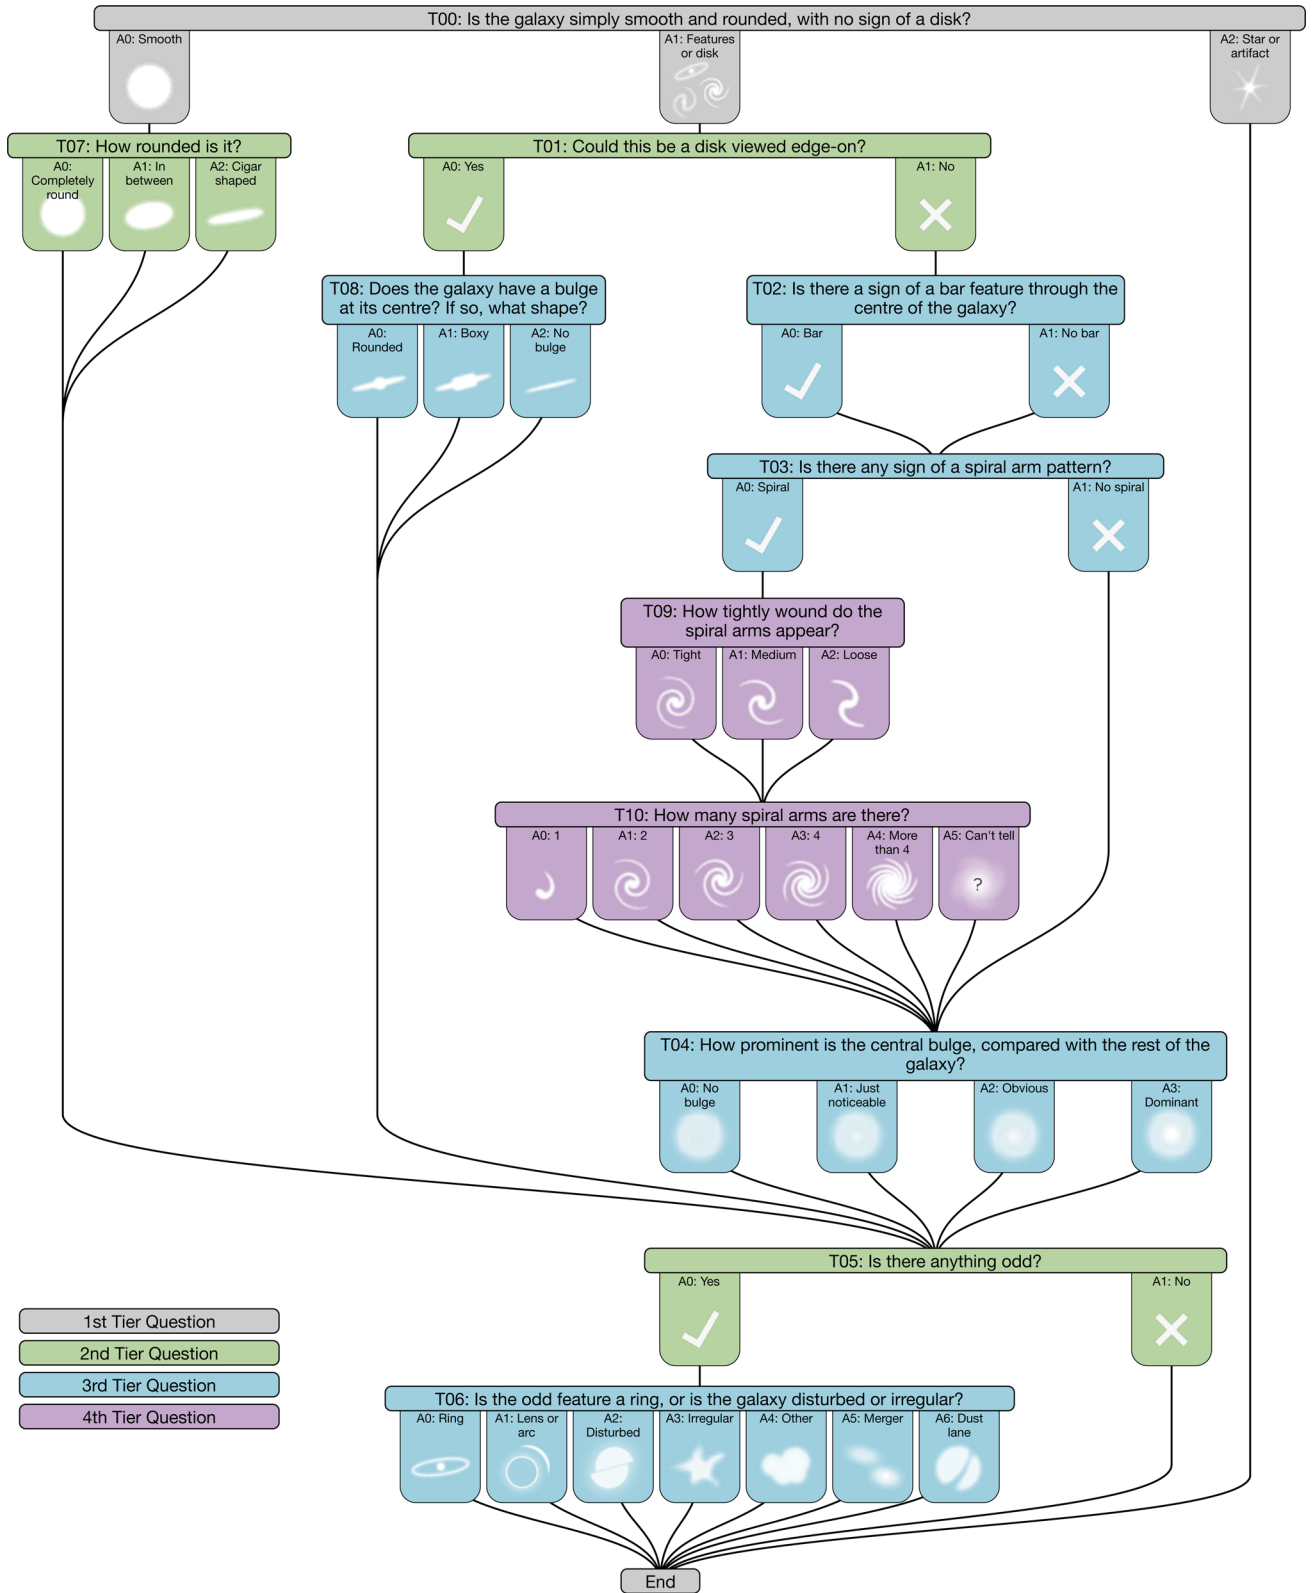 T00: Is the galaxy simply smooth and rounded, with no sign of a disk?
A0: Smooth
A1: Features
or disk
A2: Star or
artifact
T07: How rounded is it?
A0:
Completely
round
A1: In
between
A2: Cigar
shaped
T01: Could this be a disk viewed edge-on?
A0: Yes
A1: No
T08: Does the galaxy have a bulge
at its centre? If so, what shape?
A0:
Rounded
A1: Boxy
A2: No
bulge
T02: Is there a sign of a bar feature through the
centre of the galaxy?
A0: Bar
A1: No bar
T03: Is there any sign of a spiral arm pattern?
A0: Spiral
A1: No spiral
T09: How tightly wound do the
spiral arms appear?
A0: Tight
A1: Medium
A2: Loose
T10: How many spiral arms are there?
A0: 1
A1: 2
A2: 3
A3: 4
A4: More
than 4
A5: Can't tell
?
T04: How prominent is the central bulge, compared with the rest of the
galaxy?
A0: No
bulge
A1: Just
noticeable
A2: Obvious
A3:
Dominant
T05: Is there anything odd?
A0: Yes
A1: No
T06: Is the odd feature a ring, or is the galaxy disturbed or irregular?
A0: Ring
A1: Lens or
arc
A2:
Disturbed
A3: Irregular
A4: Other
A5: Merger
A6: Dust
lane
End
1st Tier Question
2nd Tier Question
3rd Tier Question
4th Tier Question